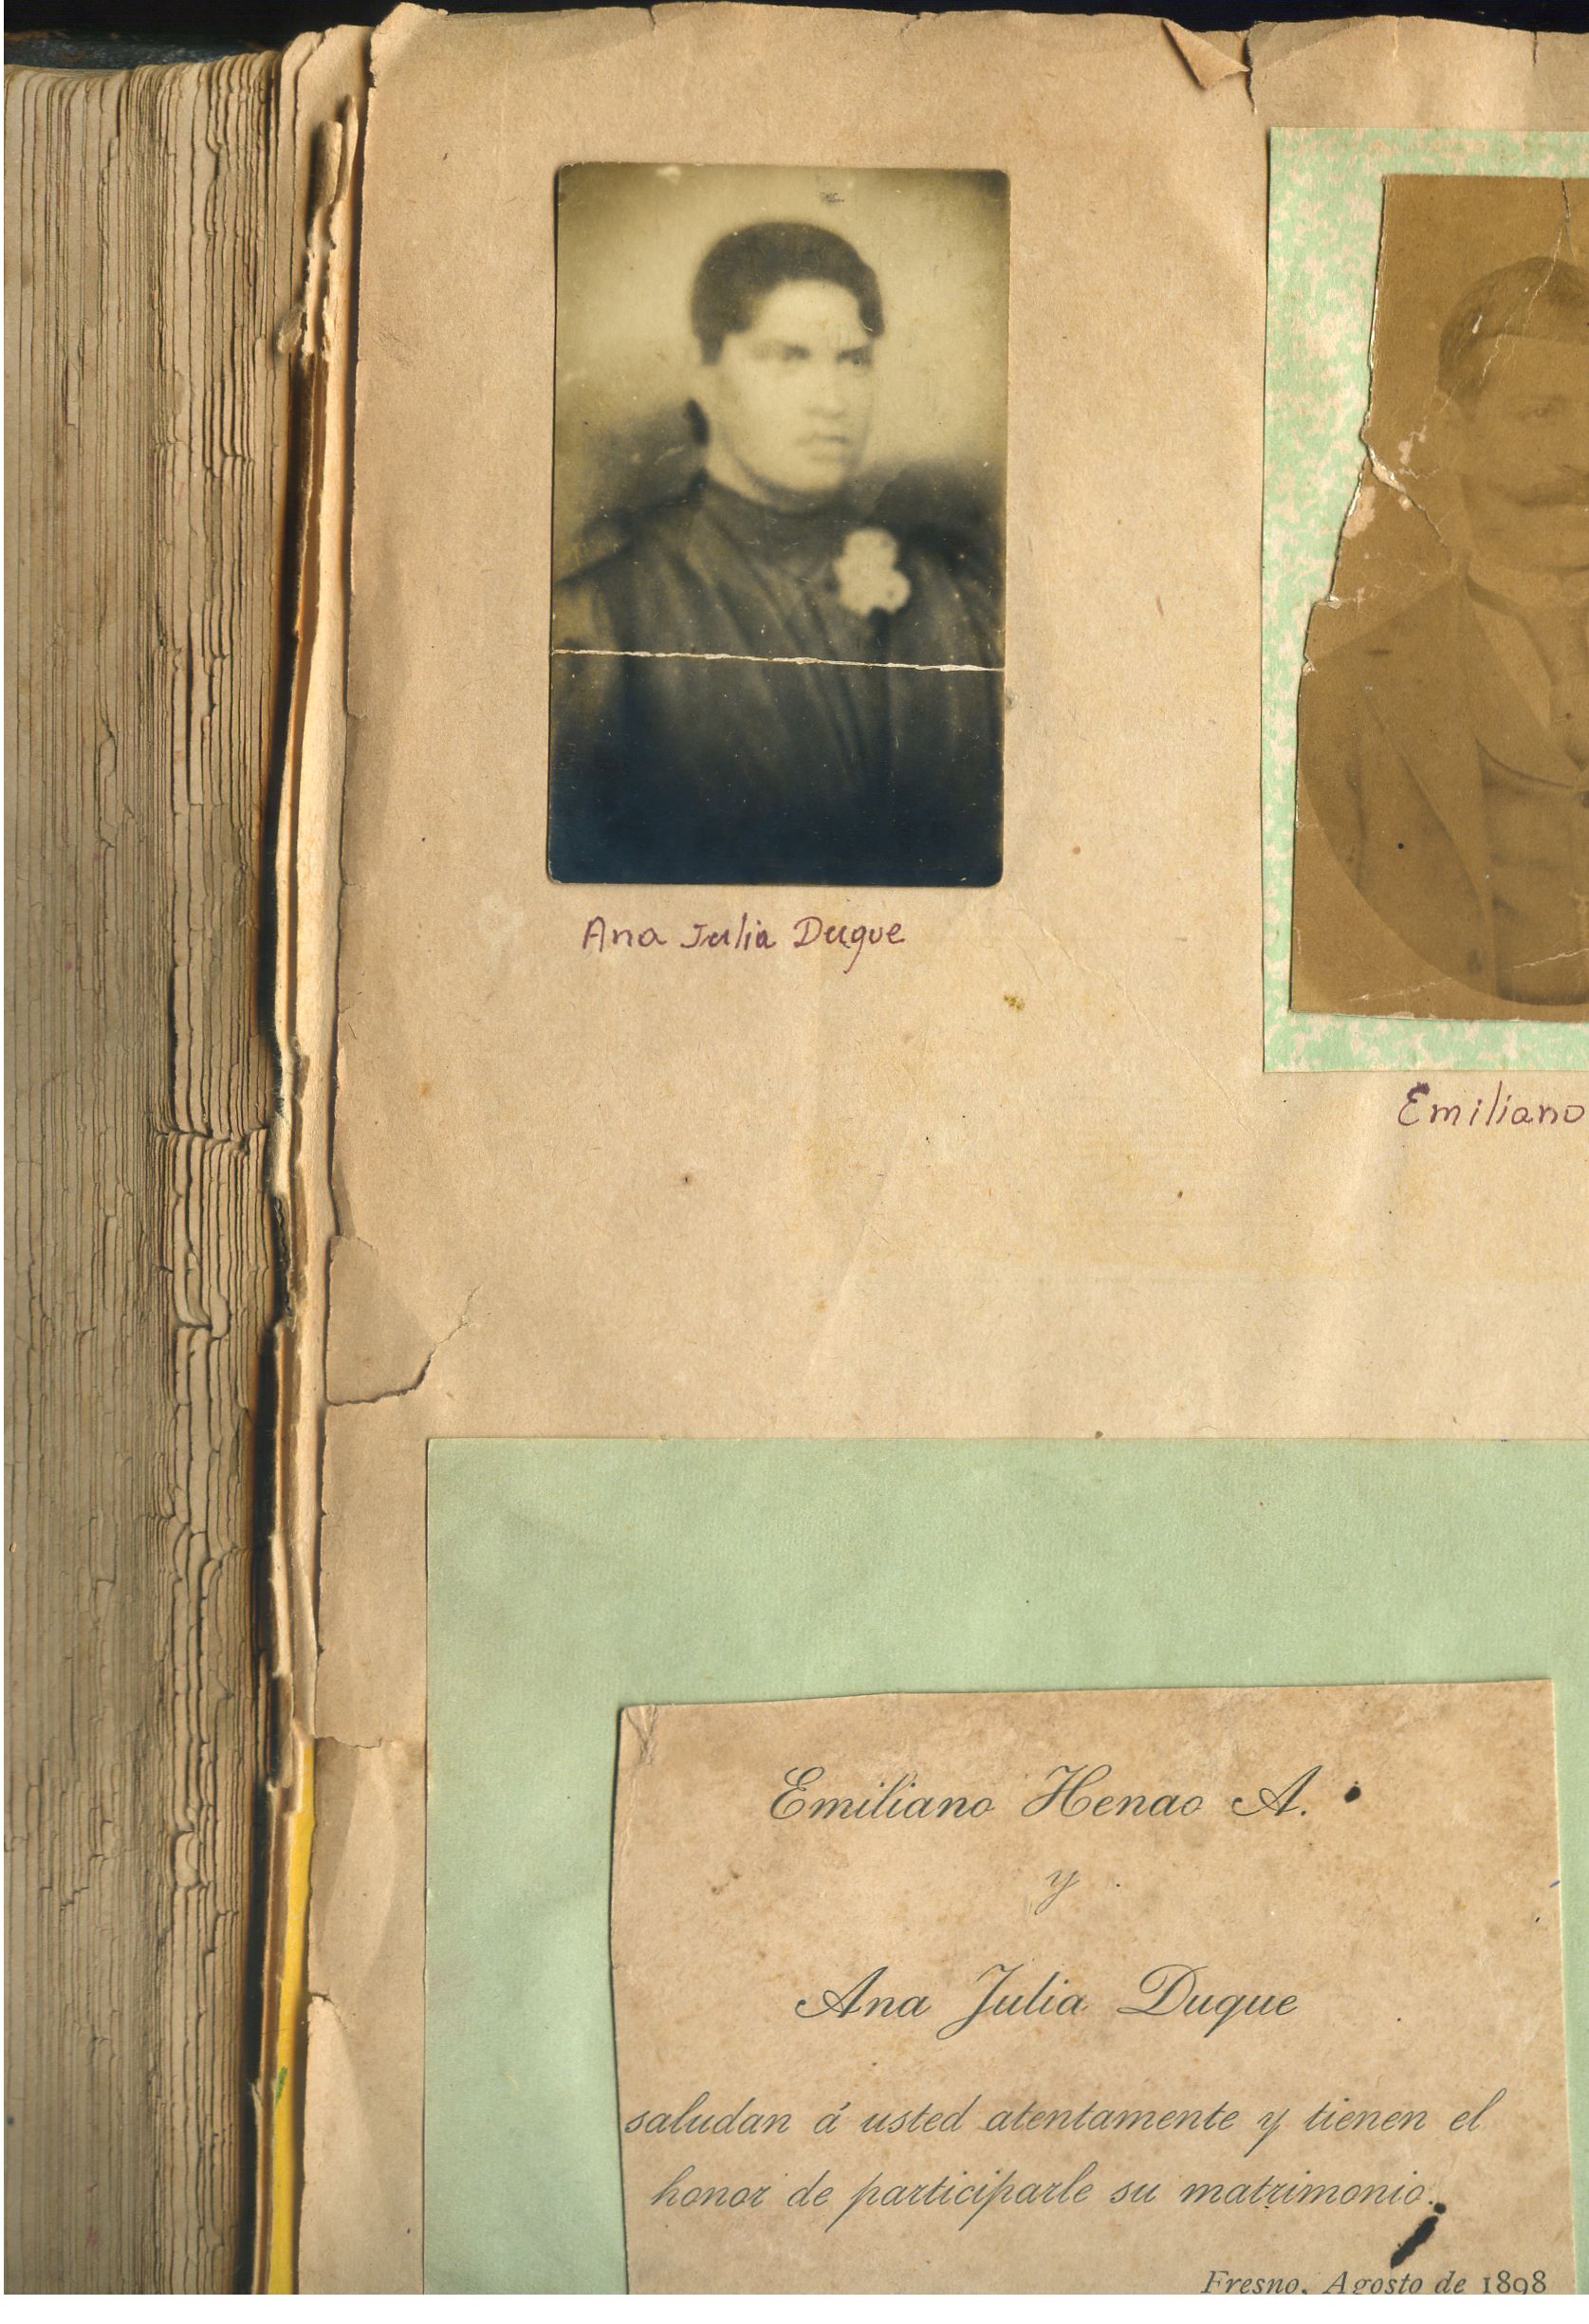 Ana Julia Duque
Emiliano
Emiliano Henao A.
y
Ana Julia Duque
saludan á usted atentamente y tienen el
honor de participarle su matrimonio.
Fresno, Agosto de 1898